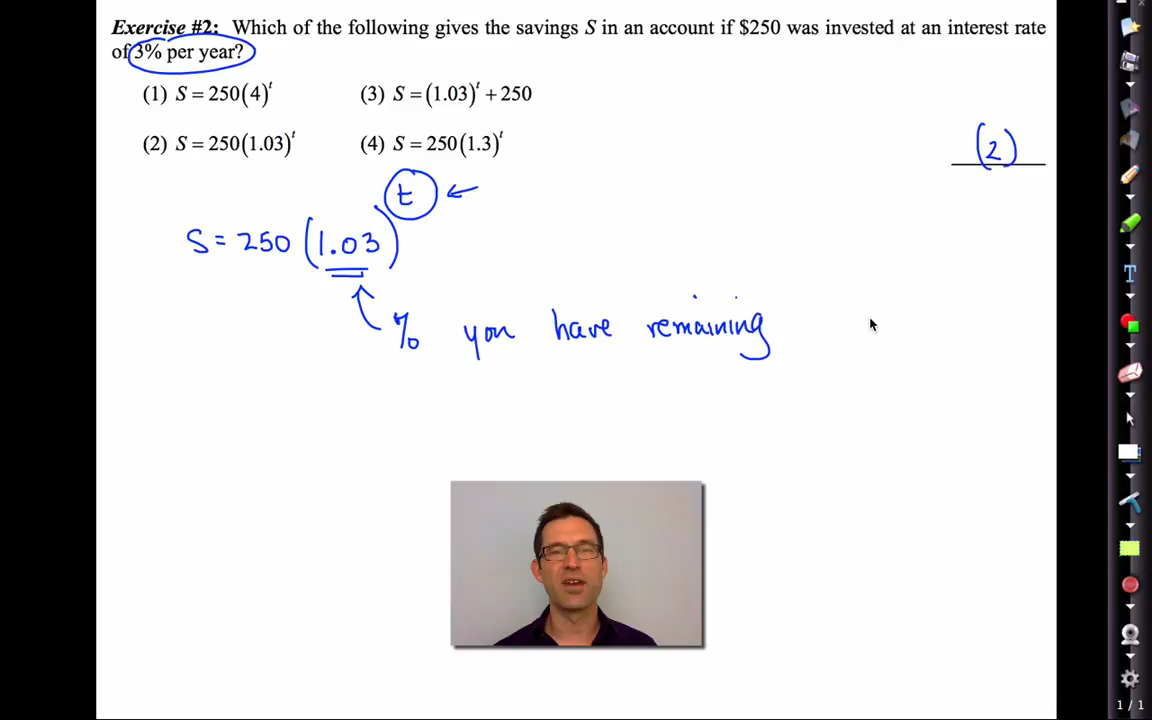 Exercise #2: Which of the following gives the savings S in an account if $250 was invested at an interest rate
of 3% per year?
(1) S = 250(4)^t (3) S = (1.03)^t + 250
(2) S = 250(1.03)^t (4) S = 250(1.3)^t
(2)
S = 250 (1.03)^t
% you have remaining
T
1 / 1